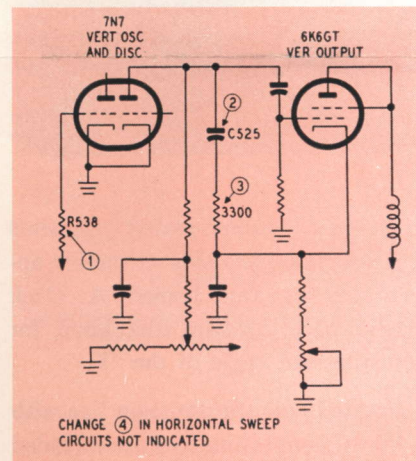 7N7
VERT OSC
AND DISC
6K6GT
VER OUTPUT
②
C525
③
3300
R538
①
CHANGE ④ IN HORIZONTAL SWEEP
CIRCUITS NOT INDICATED